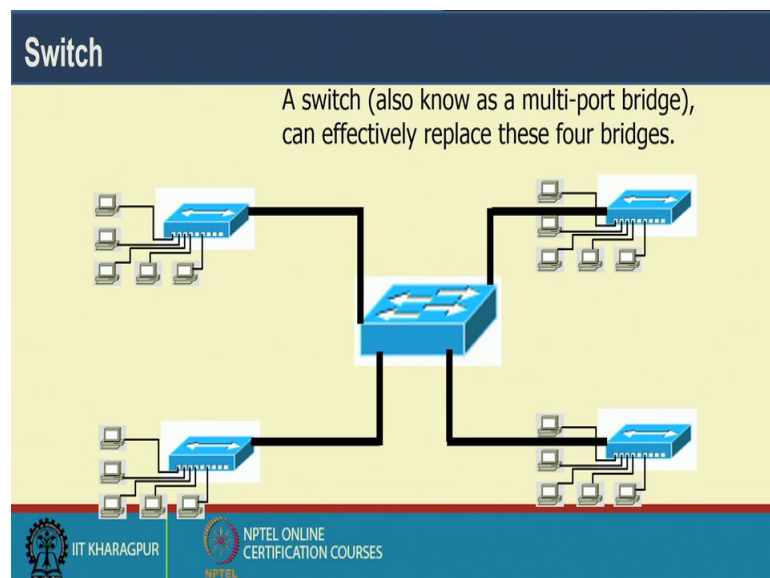 Switch
A switch (also know as a multi-port bridge),
can effectively replace these four bridges.
IIT KHARAGPUR
NPTEL ONLINE
CERTIFICATION COURSES
NPTEL